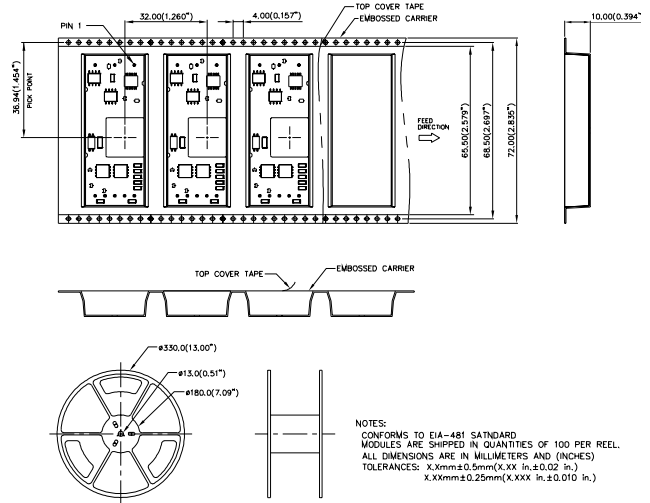 TOP COVER TAPE
EMBOSSED CARRIER
32.00(1.260")
4.00(0.157")
10.00(0.394"
PIN 1
36.94(1.454")
PICK POINT
FEED
DIRECTION
65.50(2.579")
68.50(2.697")
72.00(2.835")
TOP COVER TAPE
EMBOSSED CARRIER
ø330.0(13.00")
ø13.0(0.51")
ø180.0(7.09")
NOTES:
CONFORMS TO EIA-481 SATNDARD
MODULES ARE SHIPPED IN QUANTITIES OF 100 PER REEL.
ALL DIMENSIONS ARE IN MILLIMETERS AND (INCHES)
TOLERANCES: X.Xmm±0.5mm(X.XX in.±0.02 in.)
X.XXmm±0.25mm(X.XXX in.±0.010 in.)